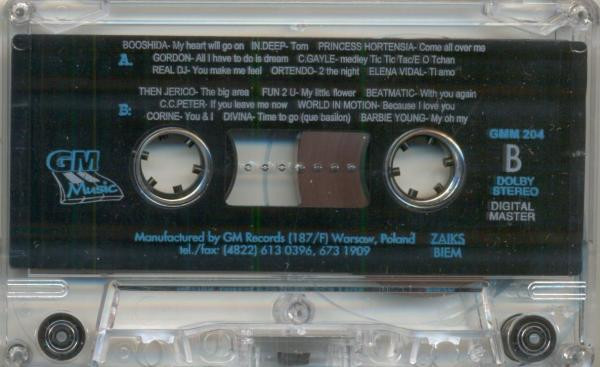 BOOSHIDA- My heart will go on IN.DEEP- Tom PRINCESS HORTENSIA- Come all over me
A. GORDON- All I have to do is dream C.GAYLE- medley Tic Tic Tac/E O Tchan
REAL DJ- You make me feel ORTENDO- 2 the night ELENA VIDAL- Ti amo
THEN JERICO- The big area FUN 2 U- My little flower BEATMATIC- With you again
B: C.C.PETER- If you leave me now WORLD IN MOTION- Because I love you
CORINE- You & I DIVINA- Time to go (que basilon) BARBIE YOUNG- My oh my
GMM 204
B
DOLBY
STEREO
DIGITAL
MASTER
GM
Music
Manufactured by GM Records (187/F) Warsaw, Poland
tel./fax: (4822) 613 0396, 673 1909
ZAIKS
BIEM